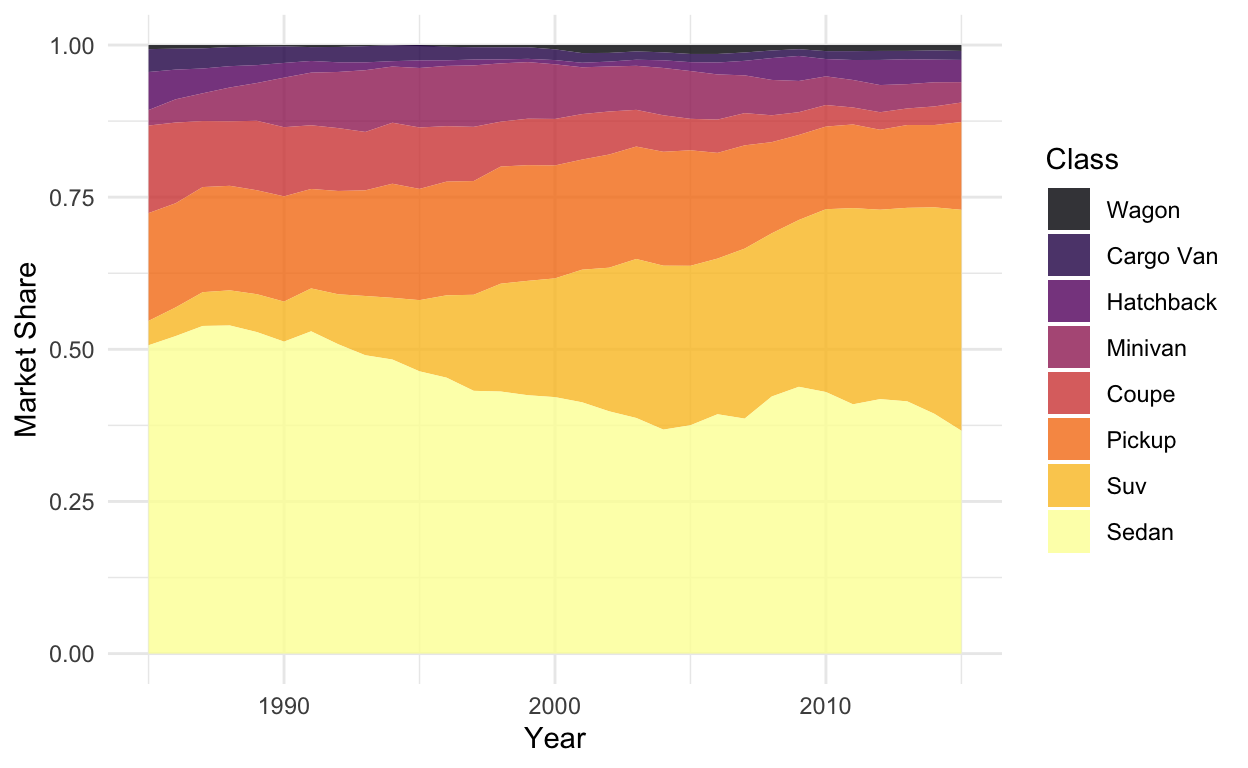 1.00
0.75
0.50
0.25
0.00
Market Share
1990
2000
2010
Year
Class
Wagon
Cargo Van
Hatchback
Minivan
Coupe
Pickup
Suv
Sedan